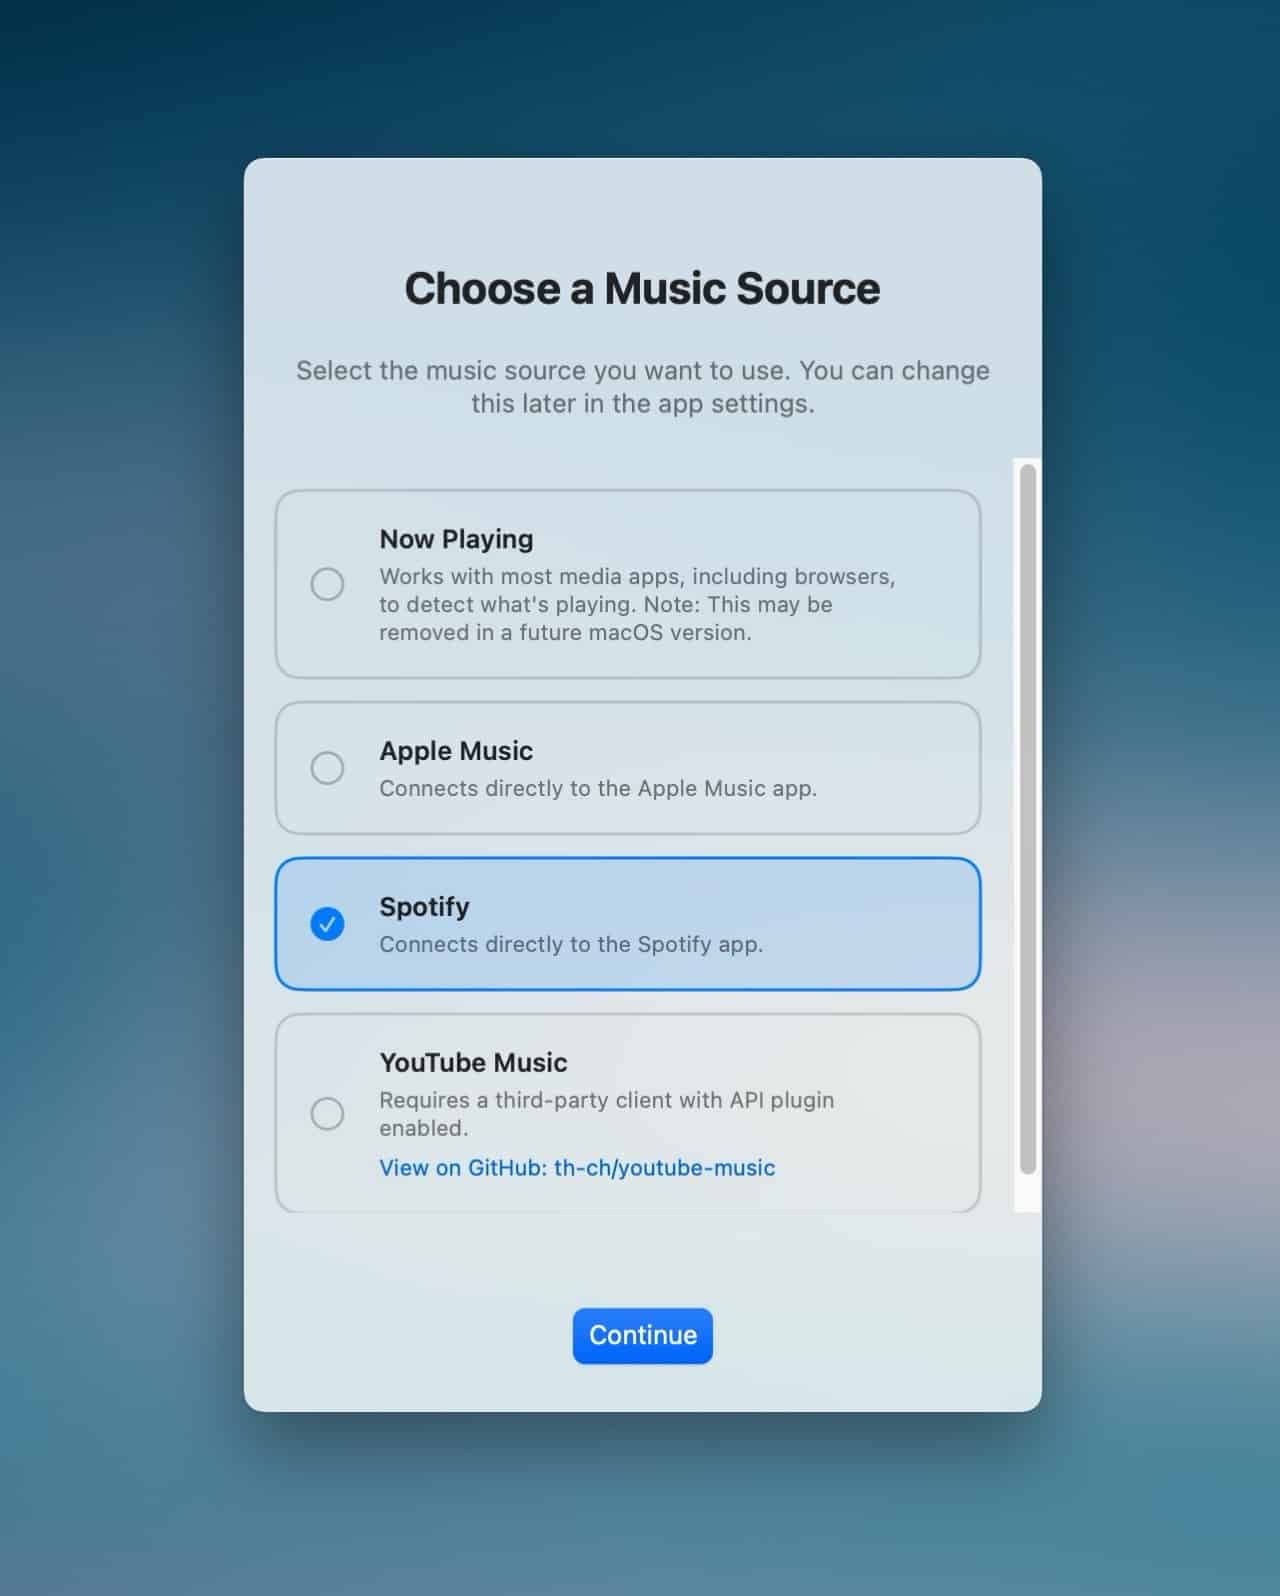 Choose a Music Source
Select the music source you want to use. You can change
this later in the app settings.
Now Playing
Works with most media apps, including browsers,
to detect what's playing. Note: This may be
removed in a future macOS version.
Apple Music
Connects directly to the Apple Music app.
Spotify
Connects directly to the Spotify app.
YouTube Music
Requires a third-party client with API plugin
enabled.
View on GitHub: th-ch/youtube-music
Continue